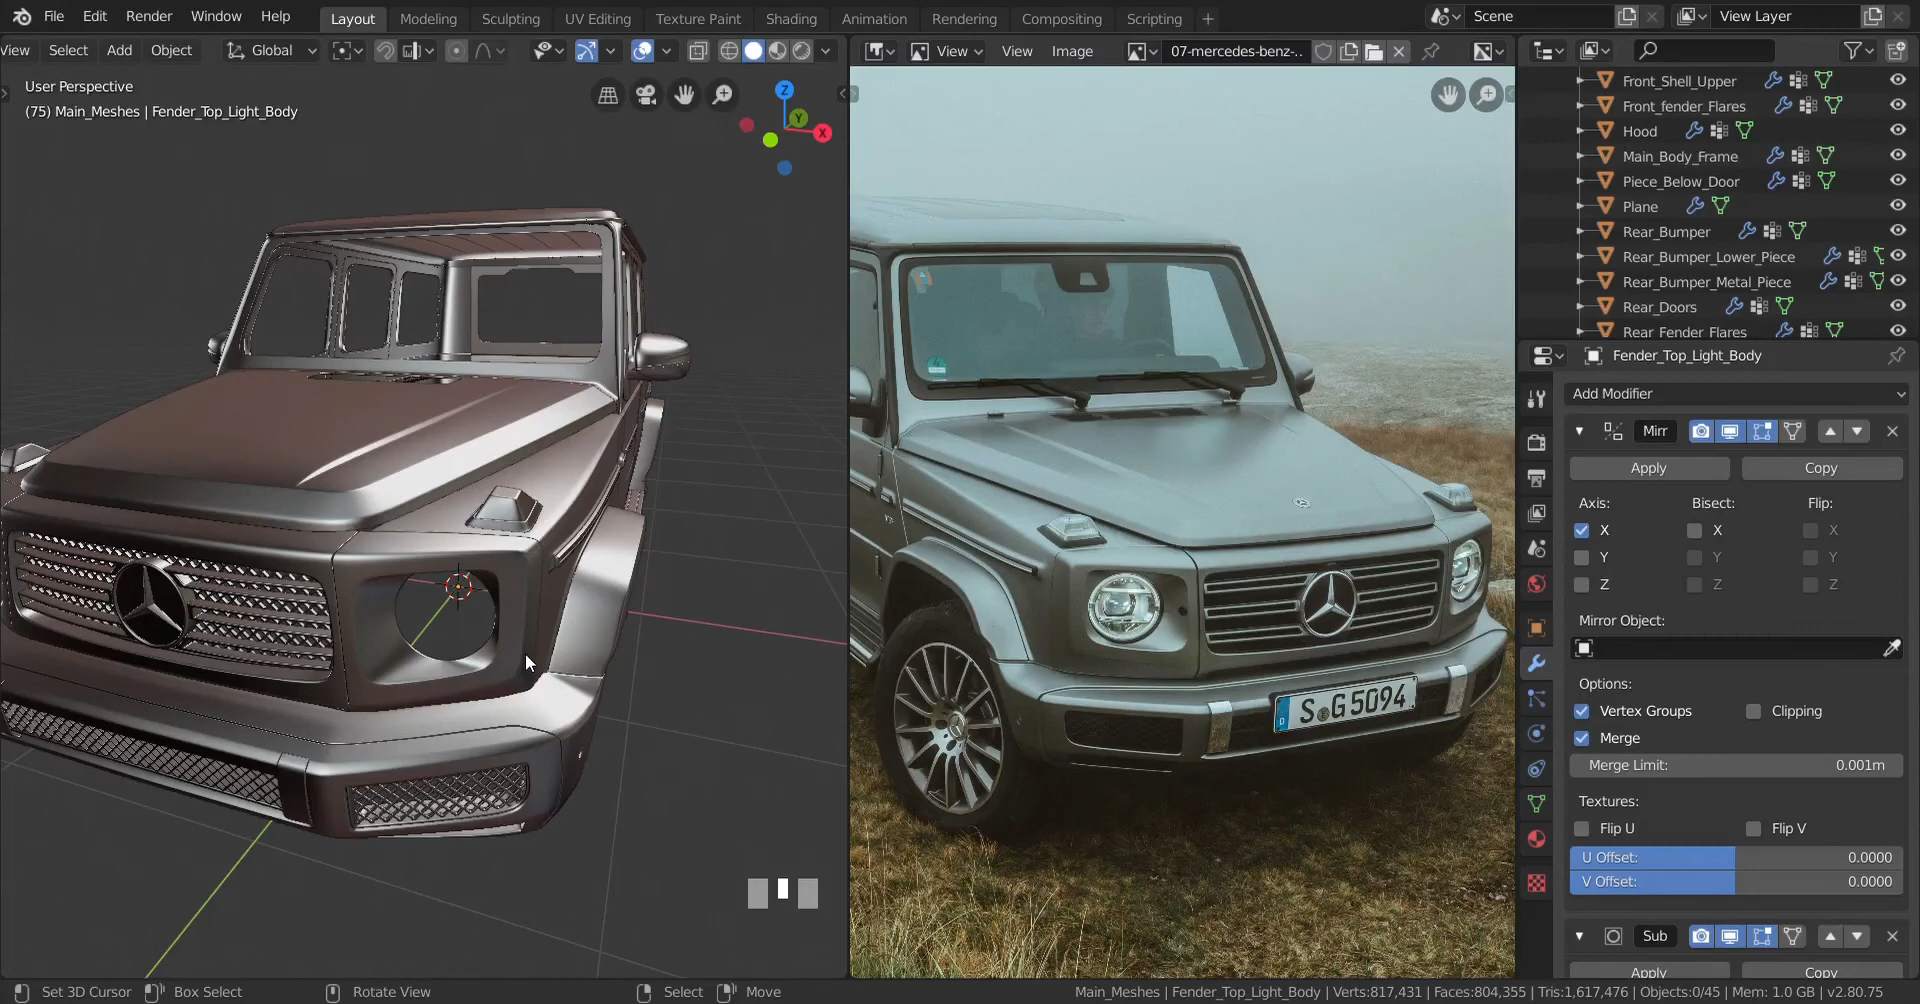 File Edit Render Window Help Layout Modeling Sculpting UV Editing Texture Paint Shading Animation Rendering Compositing Scripting + Scene View Layer
View Select Add Object Global View View Image 07-mercedes-benz-..
User Perspective
(75) Main_Meshes | Fender_Top_Light_Body
Z
Y
X
S G 5094
D
Front_Shell_Upper
Front_fender_Flares
Hood
Main_Body_Frame
Piece_Below_Door
Plane
Rear_Bumper
Rear_Bumper_Lower_Piece
Rear_Bumper_Metal_Piece
Rear_Doors
Rear_Fender_Flares
Fender_Top_Light_Body
Add Modifier
Mirr
Apply Copy
Axis: Bisect: Flip:
X X X
Y Y Y
Z Z Z
Mirror Object:
Options:
Vertex Groups Clipping
Merge
Merge Limit: 0.001m
Textures:
Flip U Flip V
U Offset: 0.0000
V Offset: 0.0000
Sub
Apply Copy
Set 3D Cursor Box Select Rotate View Select Move Main_Meshes | Fender_Top_Light_Body | Verts:817,431 | Faces:804,355 | Tris:1,617,476 | Objects:0/45 | Mem: 1.0 GB | v2.80.75